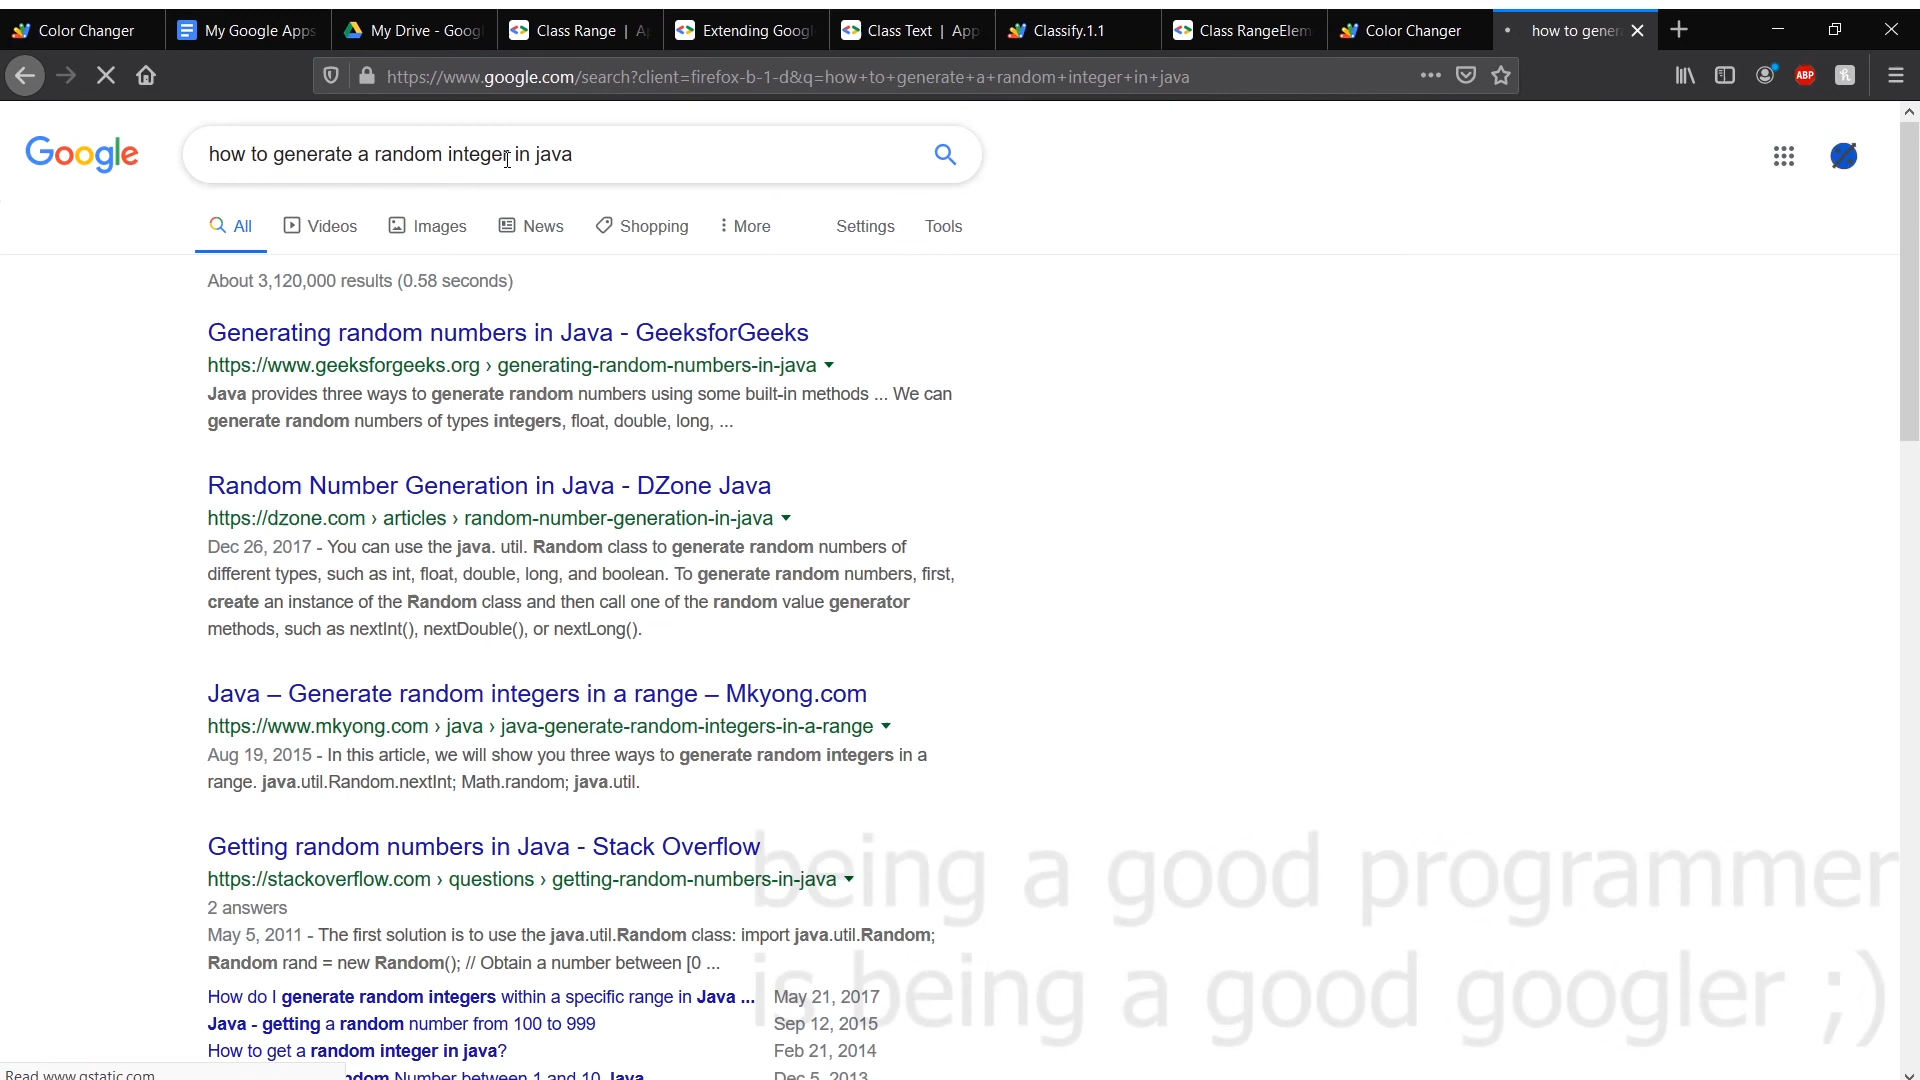 Color Changer
My Google Apps
My Drive - Googl
Class Range | A
Extending Googl
Class Text | App
Classify.1.1
Class RangeElem
Color Changer
how to gener
https://www.google.com/search?client=firefox-b-1-d&q=how+to+generate+a+random+integer+in+java
ABP
Google
how to generate a random integer in java
All
Videos
Images
News
Shopping
More
Settings
Tools
About 3,120,000 results (0.58 seconds)
Generating random numbers in Java - GeeksforGeeks
https://www.geeksforgeeks.org › generating-random-numbers-in-java
Java provides three ways to generate random numbers using some built-in methods ... We can
generate random numbers of types integers, float, double, long, ...
Random Number Generation in Java - DZone Java
https://dzone.com › articles › random-number-generation-in-java
Dec 26, 2017 - You can use the java. util. Random class to generate random numbers of
different types, such as int, float, double, long, and boolean. To generate random numbers, first,
create an instance of the Random class and then call one of the random value generator
methods, such as nextInt(), nextDouble(), or nextLong().
Java – Generate random integers in a range – Mkyong.com
https://www.mkyong.com › java › java-generate-random-integers-in-a-range
Aug 19, 2015 - In this article, we will show you three ways to generate random integers in a
range. java.util.Random.nextInt; Math.random; java.util.
Getting random numbers in Java - Stack Overflow
https://stackoverflow.com › questions › getting-random-numbers-in-java
2 answers
May 5, 2011 - The first solution is to use the java.util.Random class: import java.util.Random;
Random rand = new Random(); // Obtain a number between [0 ...
How do I generate random integers within a specific range in Java ... May 21, 2017
Java - getting a random number from 100 to 999 Sep 12, 2015
How to get a random integer in java? Feb 21, 2014
Number between 1 and 10 Java Dec 5, 2013
being a good programmer
is being a good googler ;)
Read www.gstatic.com